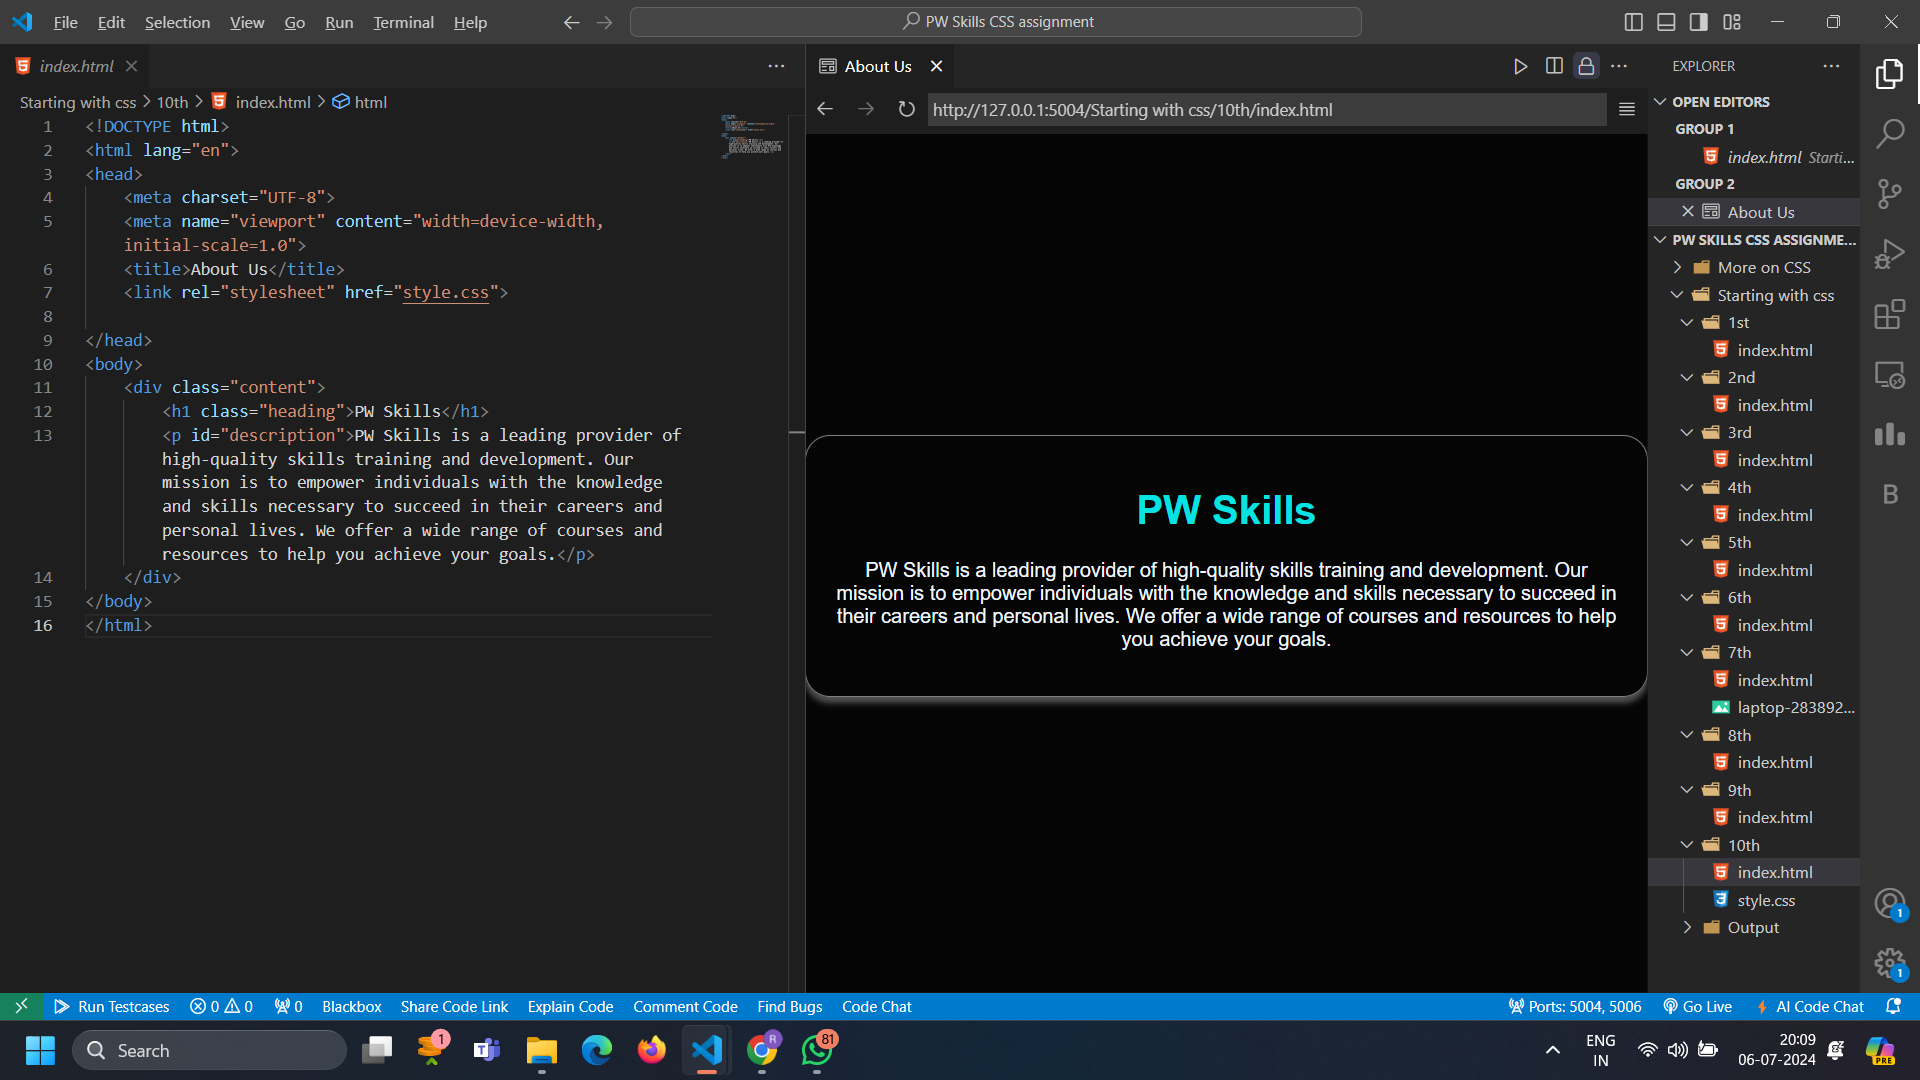 File Edit Selection View Go Run Terminal Help
PW Skills CSS assignment
index.html
Starting with css > 10th > index.html > html
1 <!DOCTYPE html>
2 <html lang="en">
3 <head>
4 <meta charset="UTF-8">
5 <meta name="viewport" content="width=device-width,
initial-scale=1.0">
6 <title>About Us</title>
7 <link rel="stylesheet" href="style.css">
8
9 </head>
10 <body>
11 <div class="content">
12 <h1 class="heading">PW Skills</h1>
13 <p id="description">PW Skills is a leading provider of
high-quality skills training and development. Our
mission is to empower individuals with the knowledge
and skills necessary to succeed in their careers and
personal lives. We offer a wide range of courses and
resources to help you achieve your goals.</p>
14 </div>
15 </body>
16 </html>
About Us
http://127.0.0.1:5004/Starting with css/10th/index.html
PW Skills
PW Skills is a leading provider of high-quality skills training and development. Our
mission is to empower individuals with the knowledge and skills necessary to succeed in
their careers and personal lives. We offer a wide range of courses and resources to help
you achieve your goals.
EXPLORER
OPEN EDITORS
GROUP 1
index.html Starti...
GROUP 2
About Us
PW SKILLS CSS ASSIGNME...
More on CSS
Starting with css
1st
index.html
2nd
index.html
3rd
index.html
4th
index.html
5th
index.html
6th
index.html
7th
index.html
laptop-283892...
8th
index.html
9th
index.html
10th
index.html
style.css
Output
B
1
1
Run Testcases 0 0 0 Blackbox Share Code Link Explain Code Comment Code Find Bugs Code Chat
Ports: 5004, 5006 Go Live AI Code Chat
Search
1
R
81
ENG
IN
20:09
06-07-2024
PRE